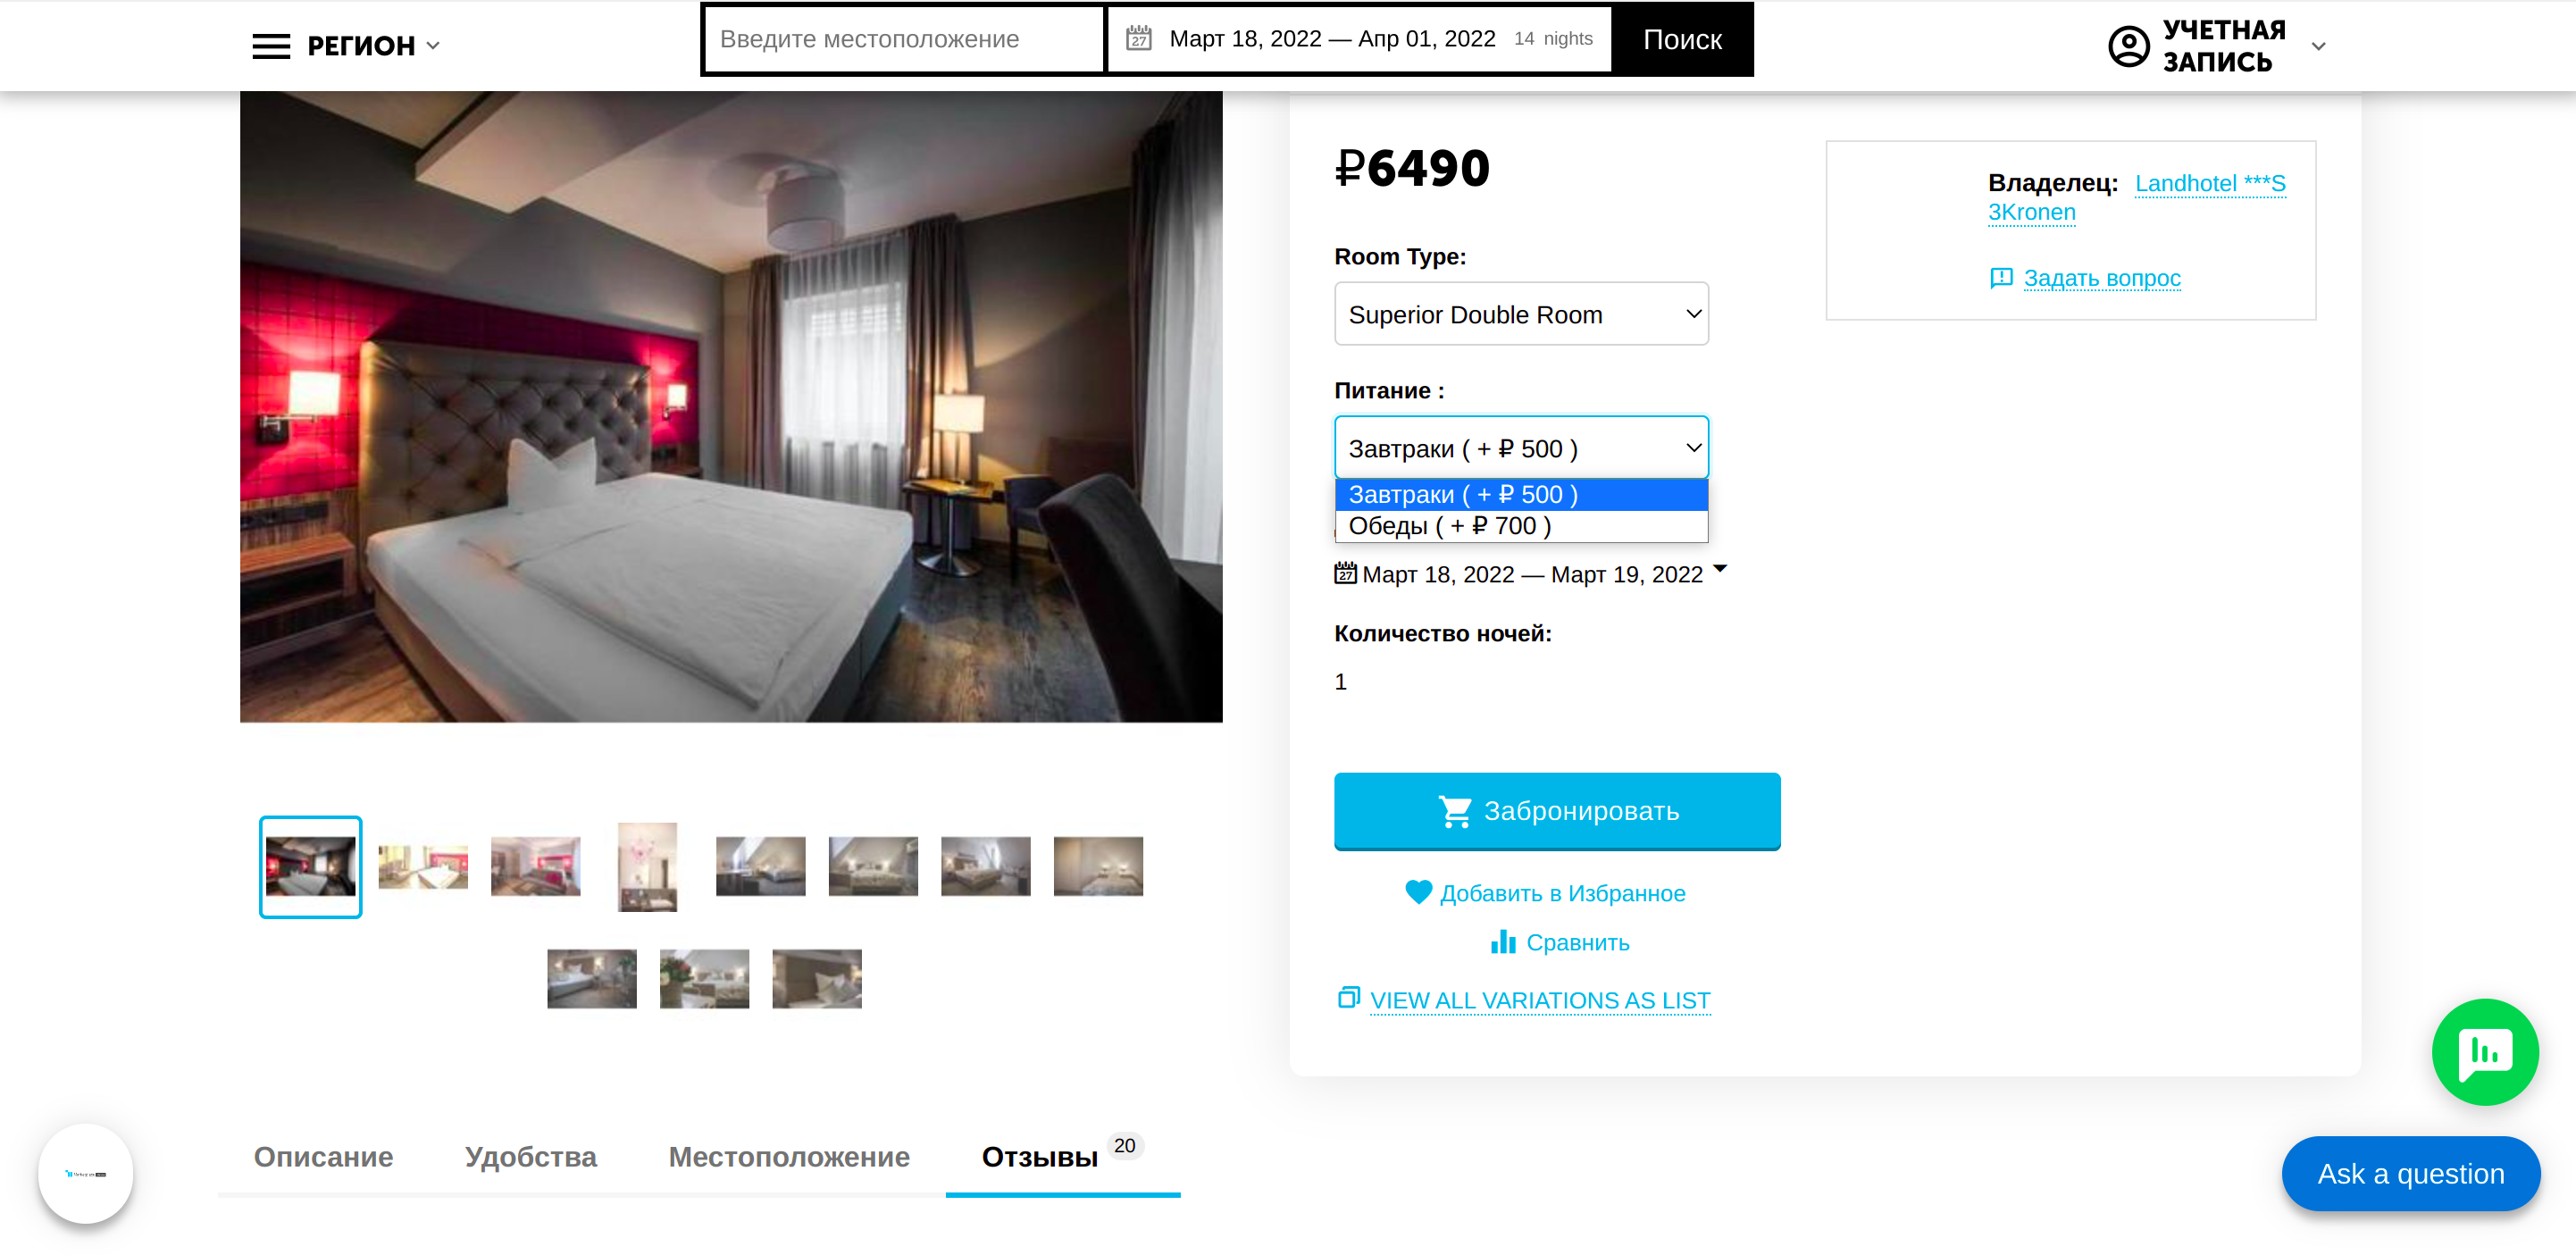 РЕГИОН
Введите местоположение
27
Март 18, 2022 — Апр 01, 2022
14 nights
Поиск
УЧЕТНАЯ
ЗАПИСЬ
₽6490
Владелец: Landhotel ***S
3Kronen
Задать вопрос
Room Type:
Superior Double Room
Питание :
Завтраки ( + ₽ 500 )
Завтраки ( + ₽ 500 )
Обеды ( + ₽ 700 )
27
Март 18, 2022 — Март 19, 2022
Количество ночей:
1
Забронировать
Добавить в Избранное
Сравнить
VIEW ALL VARIATIONS AS LIST
Описание
Удобства
Местоположение
Отзывы 20
Ask a question